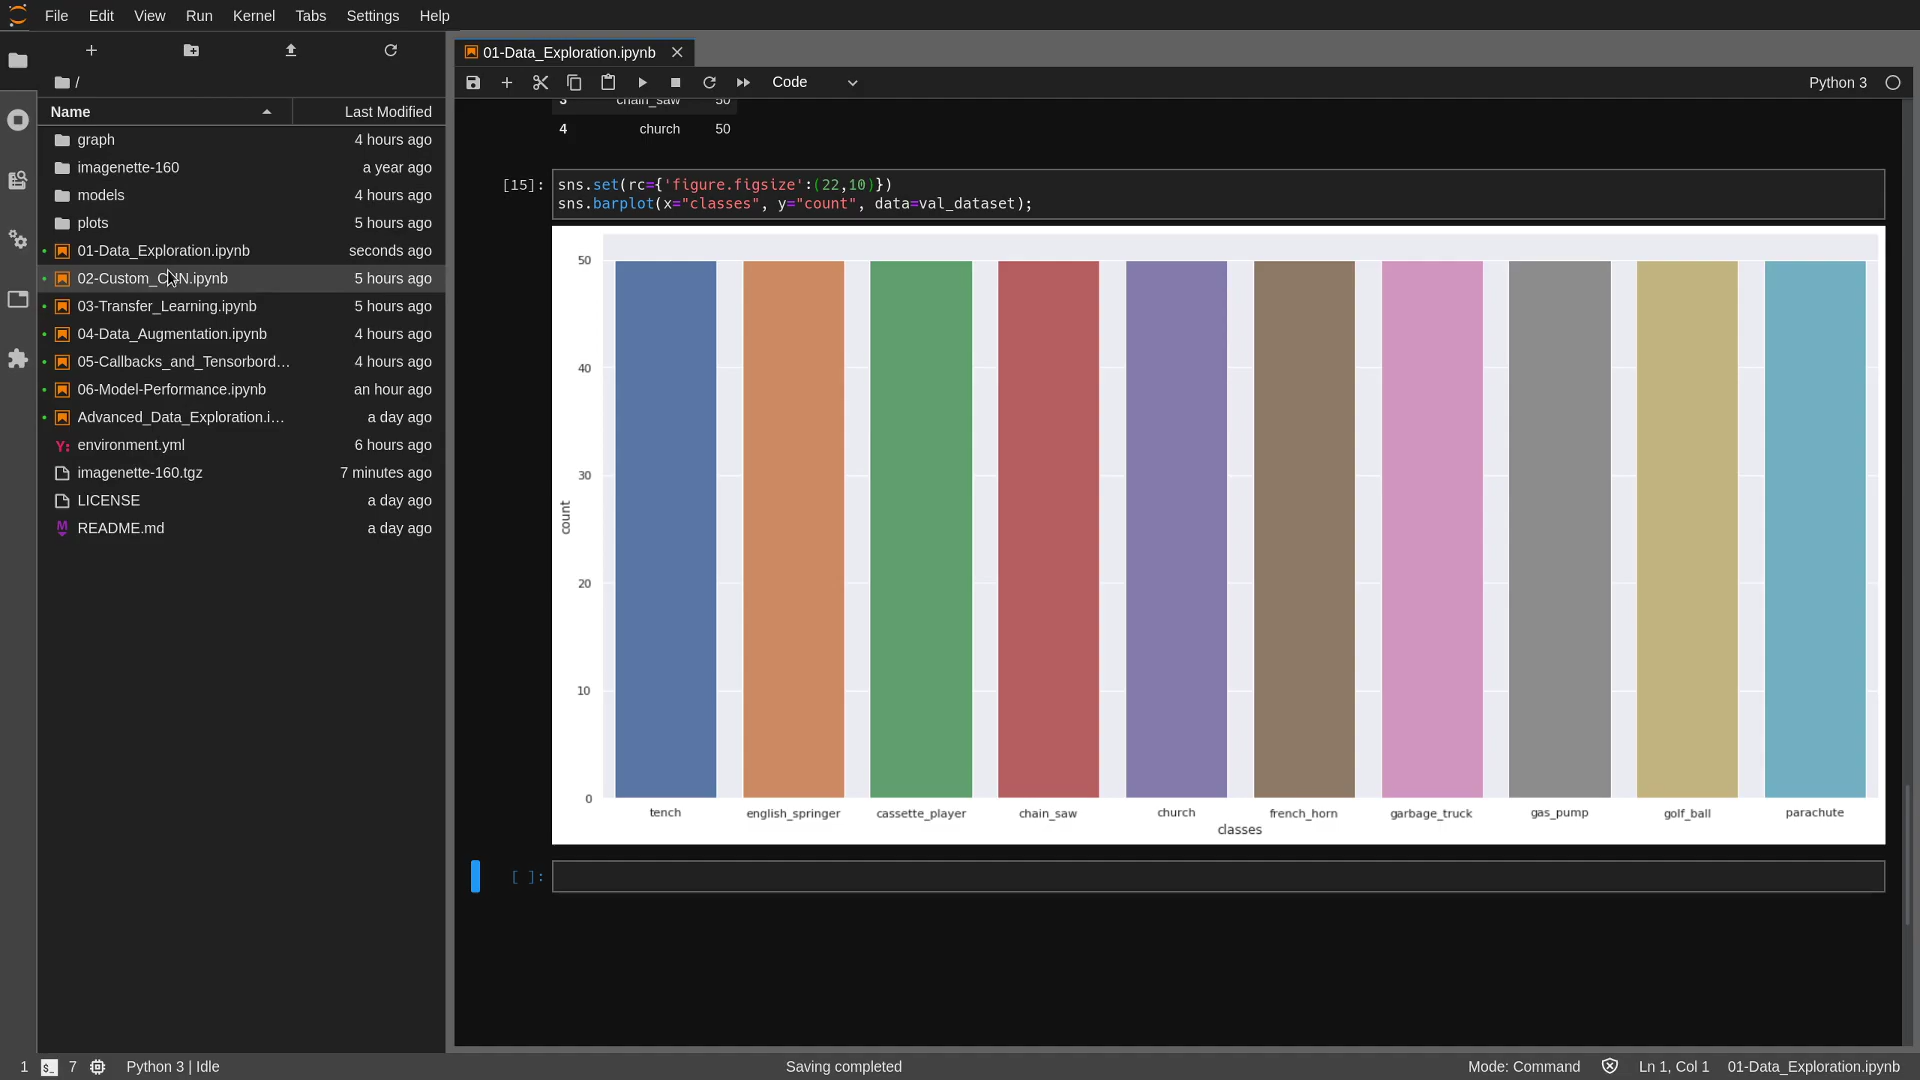 File Edit View Run Kernel Tabs Settings Help
/
Name Last Modified
graph 4 hours ago
imagenette-160 a year ago
models 4 hours ago
plots 5 hours ago
01-Data_Exploration.ipynb seconds ago
02-Custom_CNN.ipynb 5 hours ago
03-Transfer_Learning.ipynb 5 hours ago
04-Data_Augmentation.ipynb 4 hours ago
05-Callbacks_and_Tensorbord… 4 hours ago
06-Model-Performance.ipynb an hour ago
Advanced_Data_Exploration.i… a day ago
Y: environment.yml 6 hours ago
imagenette-160.tgz 7 minutes ago
LICENSE a day ago
M README.md a day ago
01-Data_Exploration.ipynb
Code Python 3
3 chain_saw 50
4 church 50
[15]: sns.set(rc={'figure.figsize':(22,10)})
sns.barplot(x="classes", y="count", data=val_dataset);
50
40
30
20
10
0
count
tench english_springer cassette_player chain_saw church french_horn garbage_truck gas_pump golf_ball parachute
classes
[ ]:
1 $_ 7 Python 3 | Idle Saving completed Mode: Command Ln 1, Col 1 01-Data_Exploration.ipynb